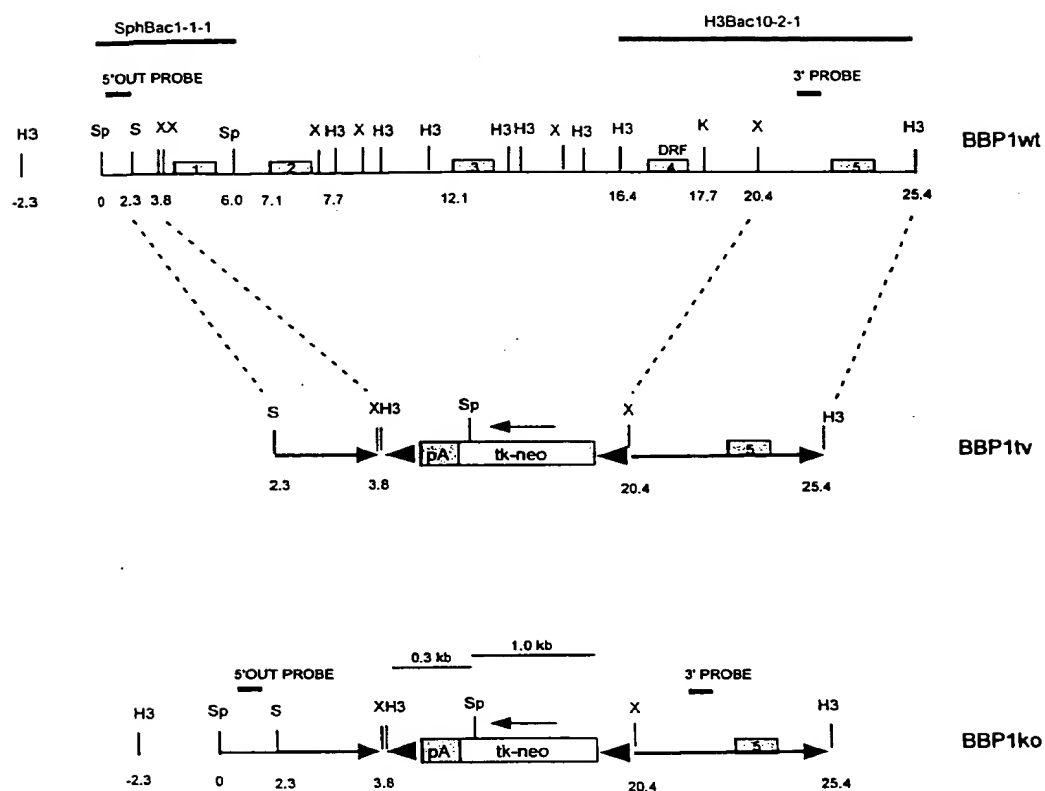 SphBac1-1-1 H3Bac10-2-1
5'OUT PROBE 3' PROBE
H3 Sp S XX Sp X H3 X H3 H3 H3 H3 X H3 H3 K X H3 BBP1wt
DRF
1 2 3 4 5
-2.3 0 2.3 3.8 6.0 7.1 7.7 12.1 16.4 17.7 20.4 25.4
S XH3 Sp X H3
pA tk-neo 5 BBP1tv
2.3 3.8 20.4 25.4
0.3 kb 1.0 kb
5'OUT PROBE 3' PROBE
H3 Sp S XH3 Sp X H3
pA tk-neo 5 BBP1ko
-2.3 0 2.3 3.8 20.4 25.4